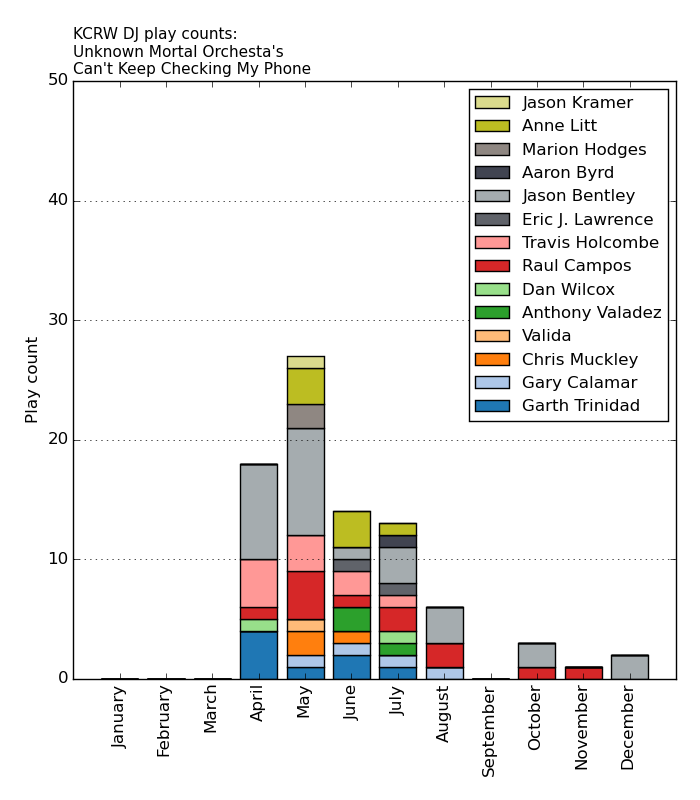 KCRW DJ play counts:
Unknown Mortal Orchesta's
Can't Keep Checking My Phone
50
40
30
20
10
0
Play count
Jason Kramer
Anne Litt
Marion Hodges
Aaron Byrd
Jason Bentley
Eric J. Lawrence
Travis Holcombe
Raul Campos
Dan Wilcox
Anthony Valadez
Valida
Chris Muckley
Gary Calamar
Garth Trinidad
January
February
March
April
May
June
July
August
September
October
November
December